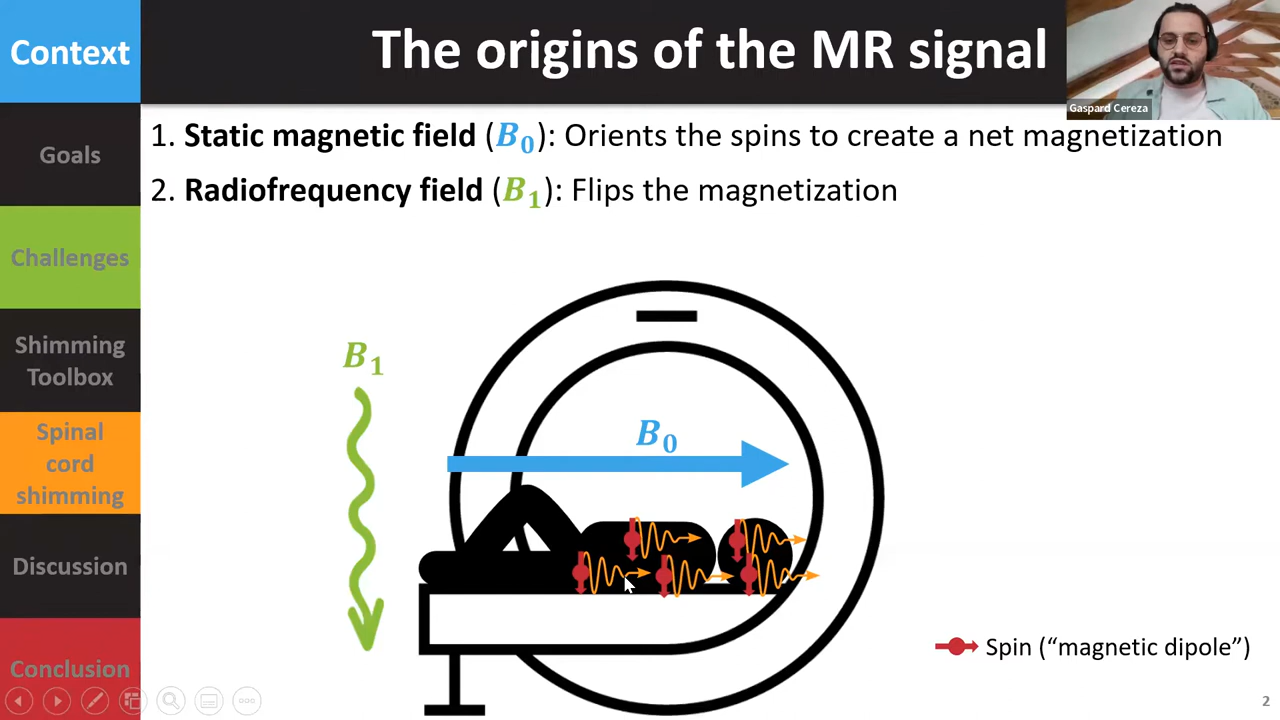 Context
The origins of the MR signal
Gaspard Cereza
1. Static magnetic field (B₀): Orients the spins to create a net magnetization
2. Radiofrequency field (B₁): Flips the magnetization
Goals
Challenges
Shimming
Toolbox
Spinal
cord
shimming
Discussion
Conclusion
B₁
B₀
Spin (“magnetic dipole”)
2